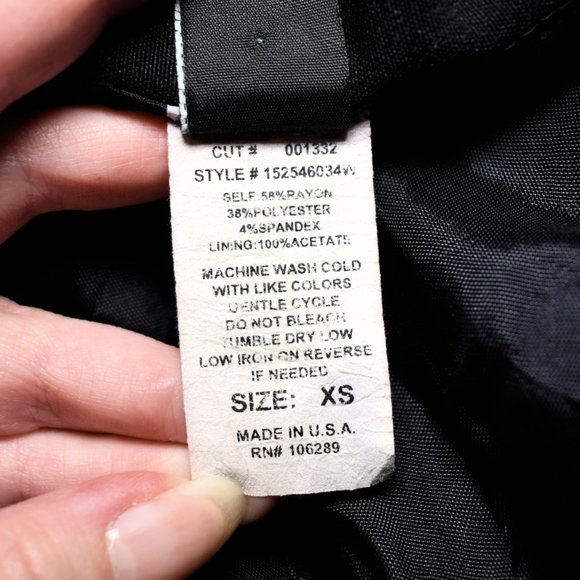 CUT # 001332
STYLE # 152546034W
SELF:58%RAYON
38%POLYESTER
4%SPANDEX
LINING:100%ACETATE
MACHINE WASH COLD
WITH LIKE COLORS
GENTLE CYCLE
DO NOT BLEACH
TUMBLE DRY LOW
LOW IRON ON REVERSE
IF NEEDED
SIZE: XS
MADE IN U.S.A.
RN# 106289